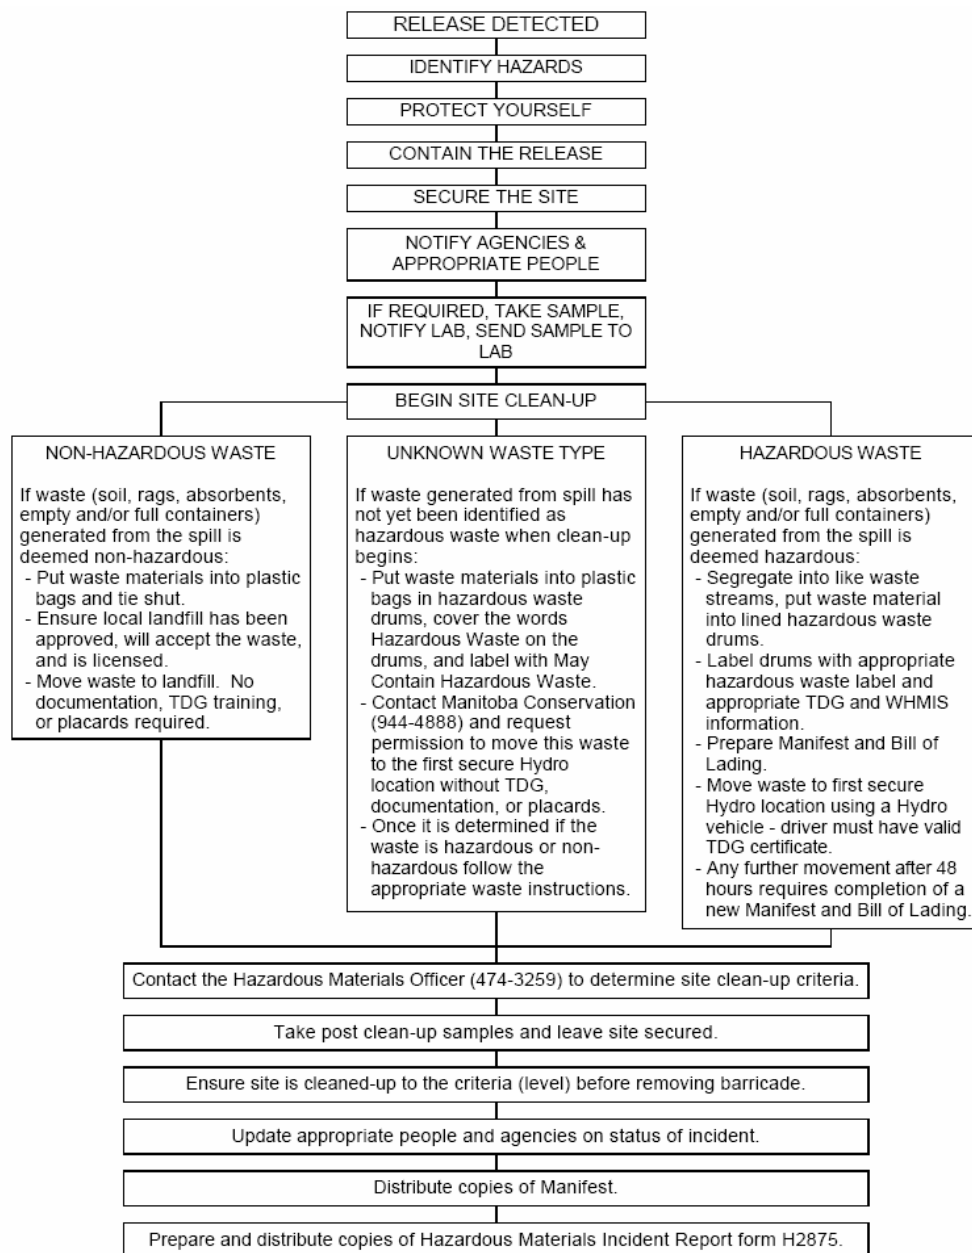 RELEASE DETECTED
IDENTIFY HAZARDS
PROTECT YOURSELF
CONTAIN THE RELEASE
SECURE THE SITE
NOTIFY AGENCIES &
APPROPRIATE PEOPLE
IF REQUIRED, TAKE SAMPLE,
NOTIFY LAB, SEND SAMPLE TO
LAB
BEGIN SITE CLEAN-UP
NON-HAZARDOUS WASTE
If waste (soil, rags, absorbents,
empty and/or full containers)
generated from the spill is
deemed non-hazardous:
- Put waste materials into plastic
bags and tie shut.
- Ensure local landfill has been
approved, will accept the waste,
and is licensed.
- Move waste to landfill. No
documentation, TDG training,
or placards required.
UNKNOWN WASTE TYPE
If waste generated from spill has
not yet been identified as
hazardous waste when clean-up
begins:
- Put waste materials into plastic
bags in hazardous waste
drums, cover the words
Hazardous Waste on the
drums, and label with May
Contain Hazardous Waste.
- Contact Manitoba Conservation
(944-4888) and request
permission to move this waste
to the first secure Hydro
location without TDG,
documentation, or placards.
- Once it is determined if the
waste is hazardous or non-
hazardous follow the
appropriate waste instructions.
HAZARDOUS WASTE
If waste (soil, rags, absorbents,
empty and/or full containers)
generated from the spill is
deemed hazardous:
- Segregate into like waste
streams, put waste material
into lined hazardous waste
drums.
- Label drums with appropriate
hazardous waste label and
appropriate TDG and WHMIS
information.
- Prepare Manifest and Bill of
Lading.
- Move waste to first secure
Hydro location using a Hydro
vehicle - driver must have valid
TDG certificate.
- Any further movement after 48
hours requires completion of a
new Manifest and Bill of Lading.
Contact the Hazardous Materials Officer (474-3259) to determine site clean-up criteria.
Take post clean-up samples and leave site secured.
Ensure site is cleaned-up to the criteria (level) before removing barricade.
Update appropriate people and agencies on status of incident.
Distribute copies of Manifest.
Prepare and distribute copies of Hazardous Materials Incident Report form H2875.